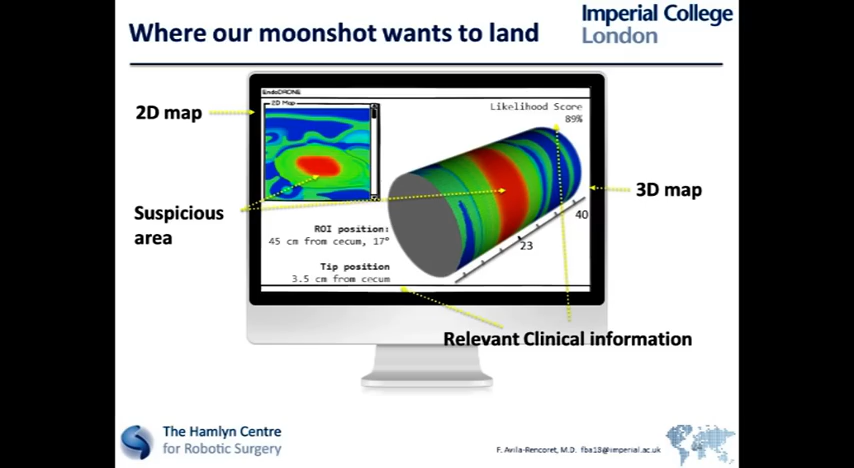 Where our moonshot wants to land
Imperial College
London
EndoDRONE
2D Map
Likelihood Score
89%
2D map
3D map
40
Suspicious
area
ROI position:
45 cm from cecum, 17°
23
Tip position
3.5 cm from cecum
Relevant Clinical information
The Hamlyn Centre
for Robotic Surgery
F. Avila-Rencoret, M.D. fba13@imperial.ac.uk